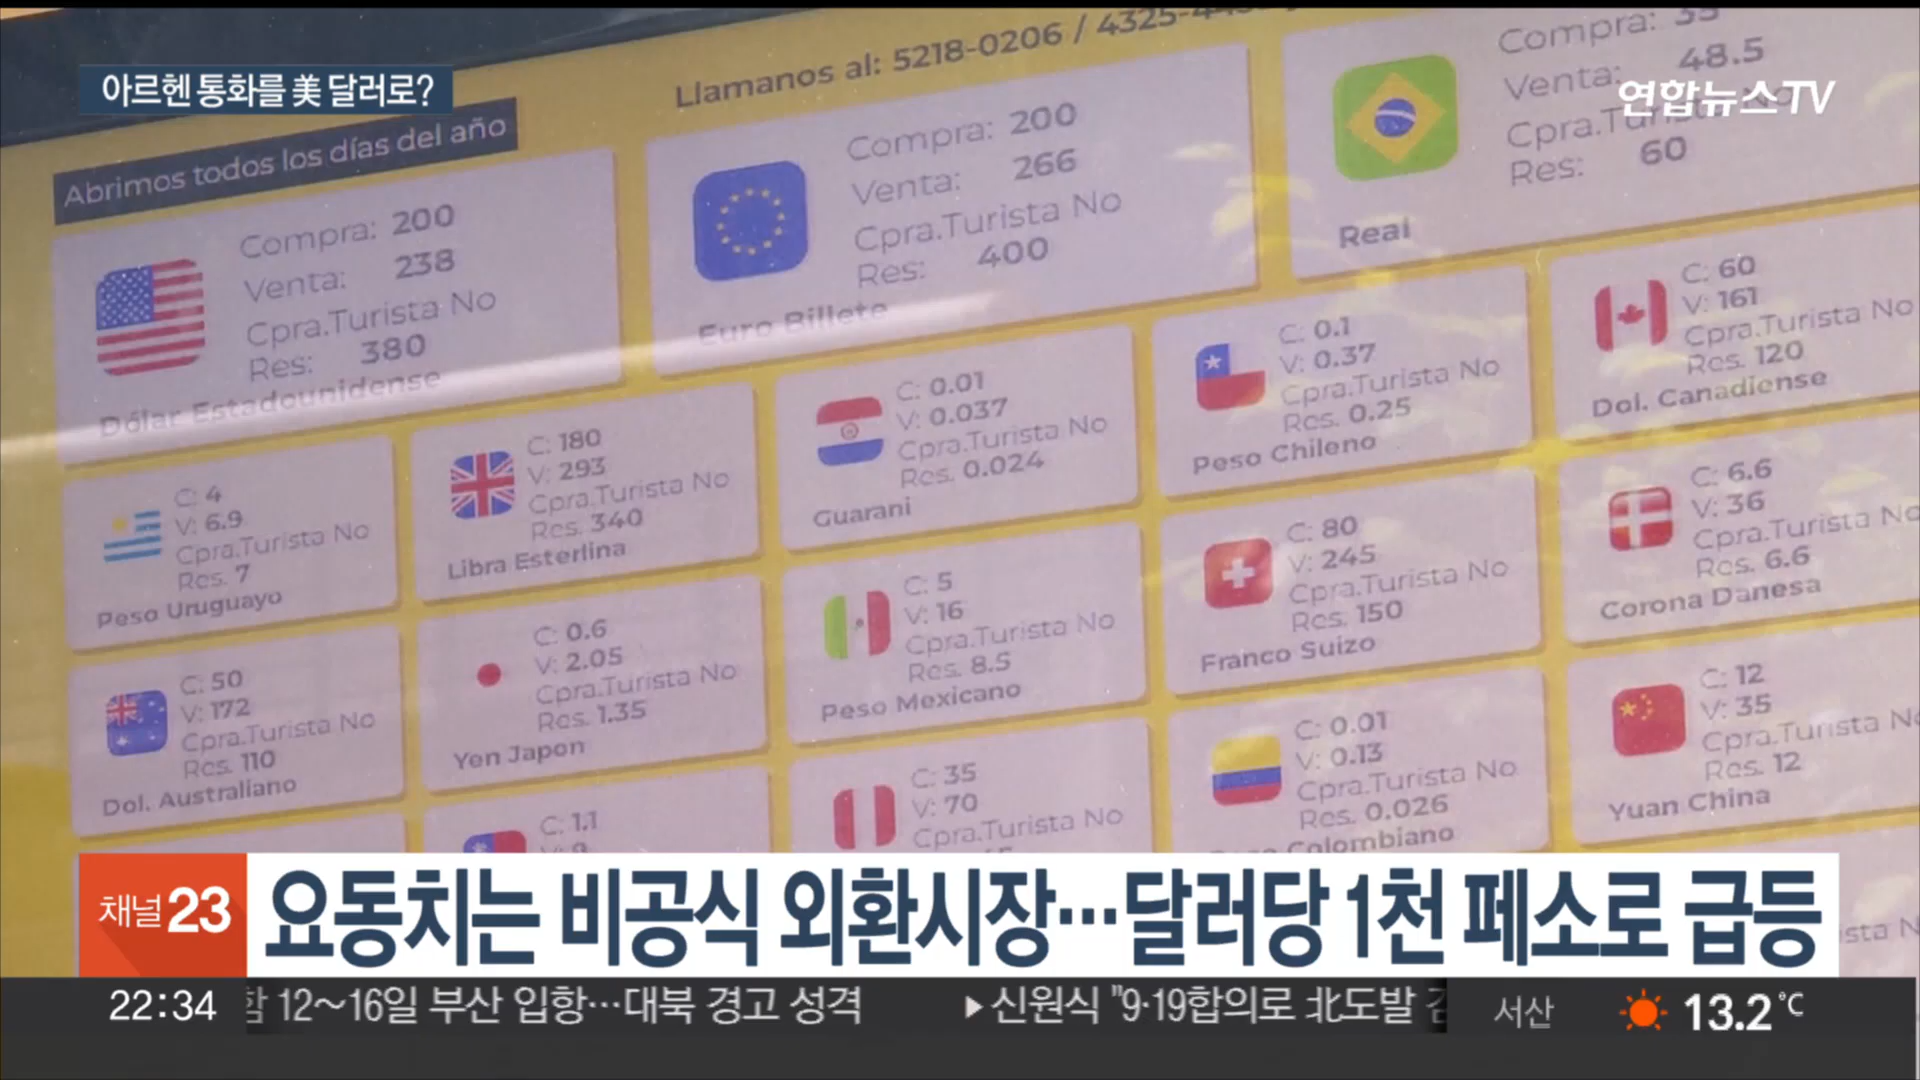 아르헨 통화를 美 달러로?
연합뉴스TV
Llamanos al: 5218-0206 /
Abrimos todos los días del año
Compra: 200
Venta: 238
Cpra.Turista No
Res: 380
Dólar Estadounidense
Compra: 200
Venta: 266
Cpra.Turista No
Res: 400
Euro Billete
Compra: 35
Venta: 48.5
Res: 60
Real
C: 4
V: 6.9
Cpra.Turista No
Res. 7
Peso Uruguayo
C: 180
V: 293
Cpra.Turista No
Res. 340
Libra Esterlina
C: 0.01
V: 0.037
Cpra.Turista No
Res. 0.024
Guarani
C: 0.1
V: 0.37
Cpra.Turista No
Res. 0.25
Peso Chileno
C: 60
V: 161
Cpra.Turista No
Res. 120
Dol. Canadiense
C: 50
V: 172
Cpra.Turista No
Res. 110
Dol. Australiano
C: 0.6
V: 2.05
Cpra.Turista No
Res. 1.35
Yen Japon
C: 5
V: 16
Cpra.Turista No
Res. 8.5
Peso Mexicano
C: 80
V: 245
Cpra.Turista No
Res. 150
Franco Suizo
C: 6.6
V: 36
Cpra.Turista No
Res. 6.6
Corona Danesa
C: 1.1
C: 35
V: 70
Cpra.Turista No
C: 0.01
V: 0.13
Cpra.Turista No
Res. 0.026
Colombiano
C: 12
V: 35
Cpra.Turista N
Res. 12
Yuan China
채널 23
요동치는 비공식 외환시장…달러당 1천 페소로 급등
22:34
12~16일 부산 입항…대북 경고 성격
▶신원식 "9·19합의로 北도발
서산
13.2℃